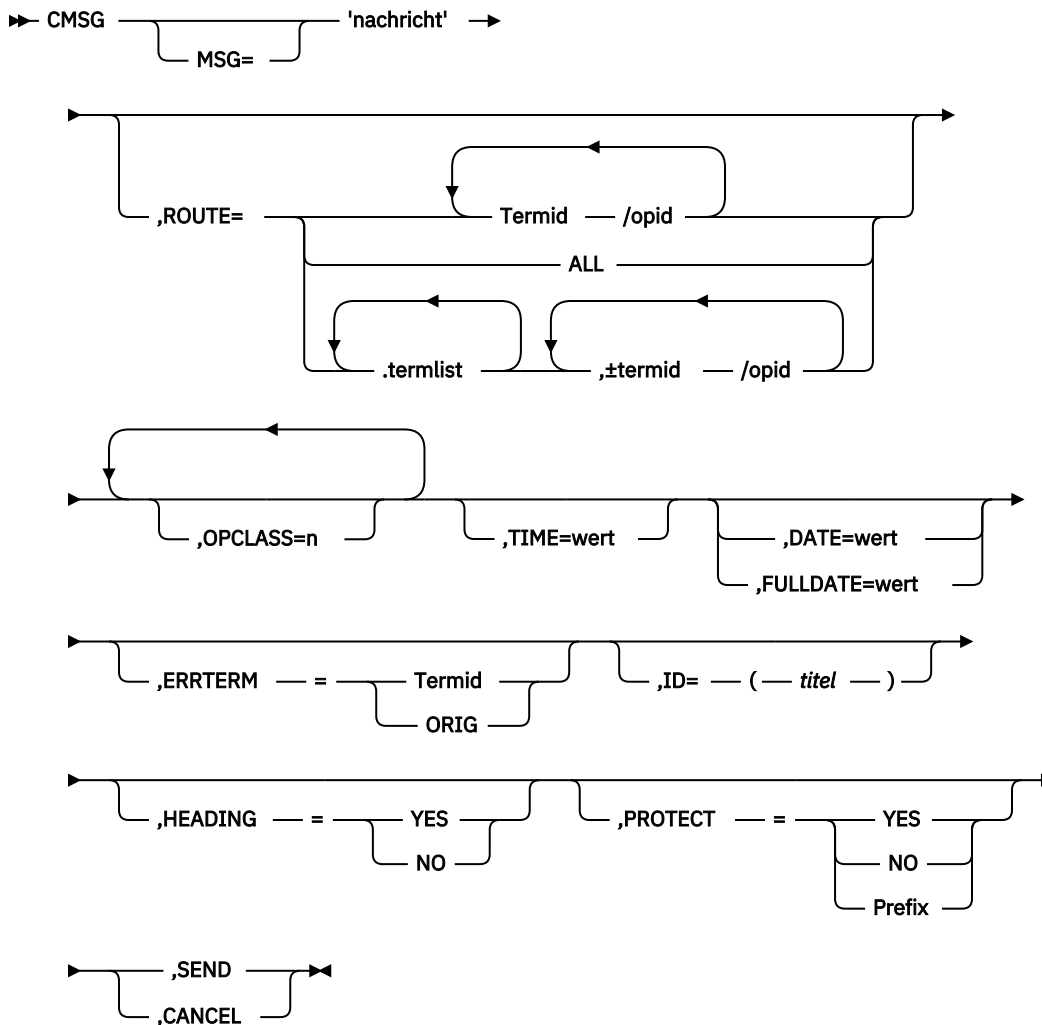 CMSG MSG= 'nachricht'
,ROUTE= Termid /opid
ALL
.termlist ,±termid /opid
,OPCLASS=n ,TIME=wert ,DATE=wert
,FULLDATE=wert
,ERRTERM = Termid ,ID= ( titel )
ORIG
,HEADING = YES ,PROTECT = YES
NO NO
Prefix
,SEND
,CANCEL